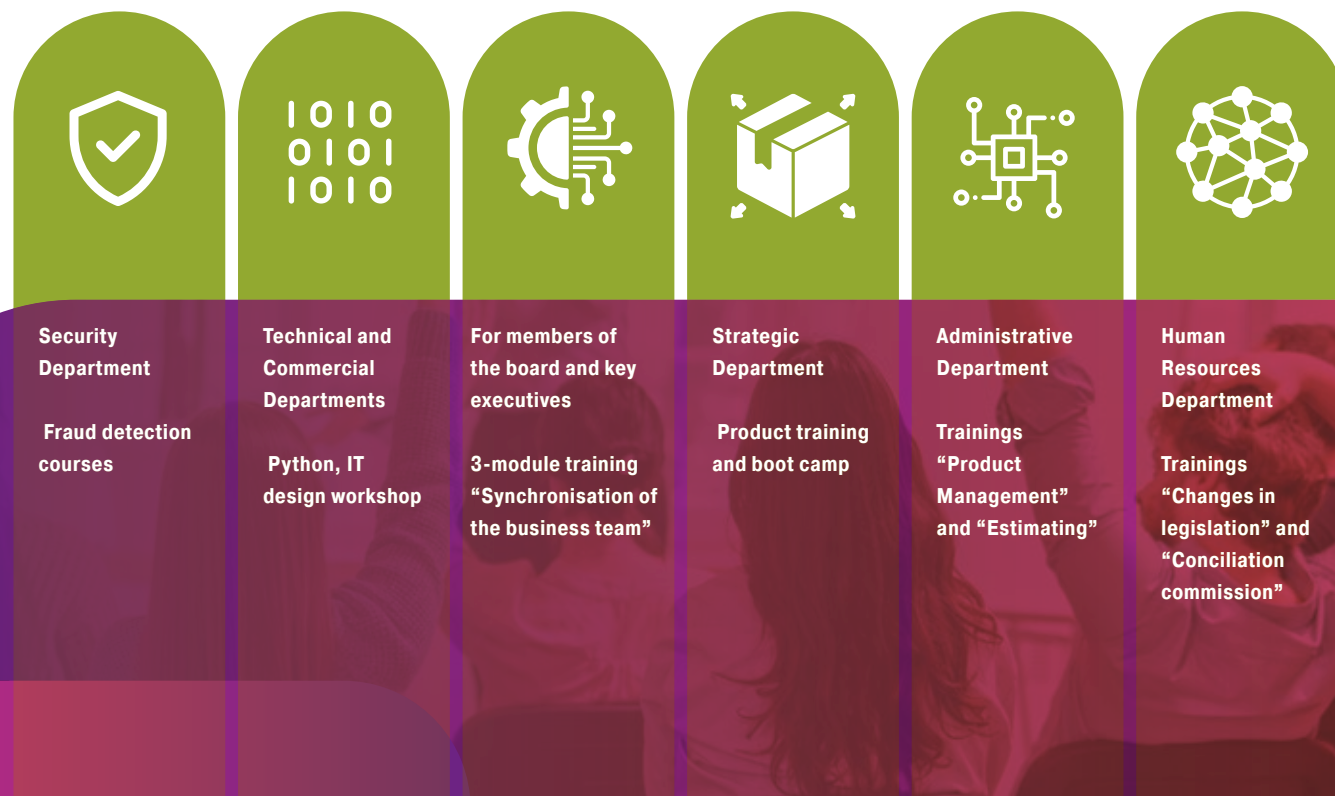 1010
0101
1010
Security
Department
Fraud detection
courses
Technical and
Commercial
Departments
Python, IT
design workshop
For members of
the board and key
executives
3-module training
“Synchronisation of
the business team”
Strategic
Department
Product training
and boot camp
Administrative
Department
Trainings
“Product
Management”
and “Estimating”
Human
Resources
Department
Trainings
“Changes in
legislation” and
“Conciliation
commission”